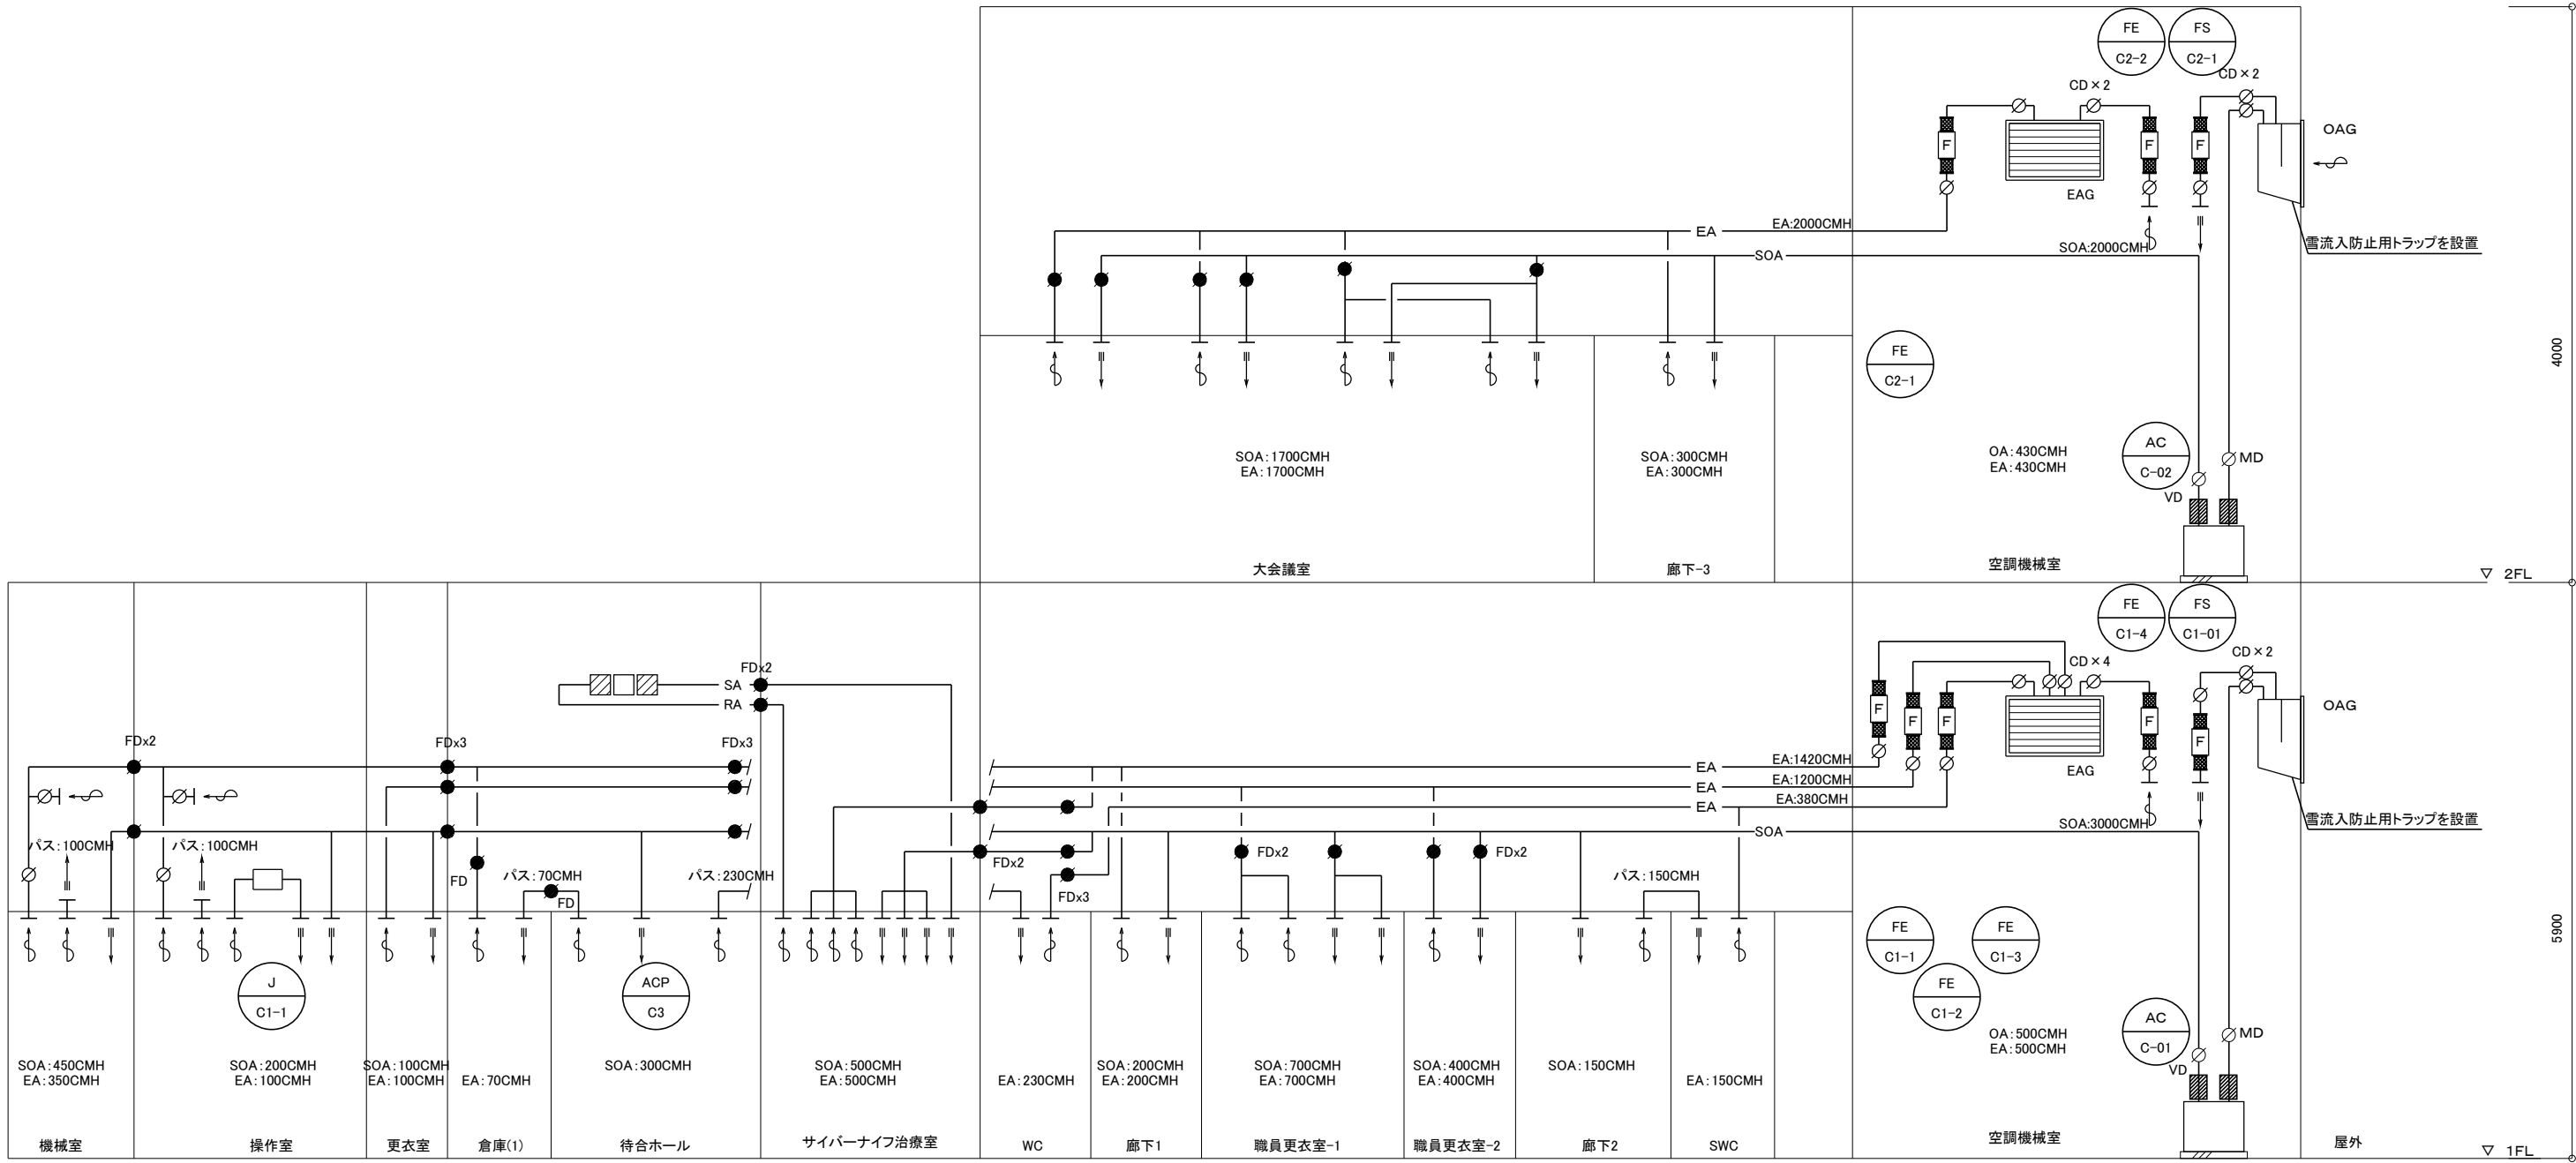 FE
C2-2
FS
C2-1
CD×2
CD×2
F
F
F
OAG
EAG
EA:2000CMH
EA
SOA:2000CMH
SOA
雪流入防止用トラップを設置
4000
FE
C2-1
SOA:1700CMH
EA:1700CMH
SOA:300CMH
EA:300CMH
OA:430CMH
EA:430CMH
AC
C-02
MD
VD
大会議室
廊下-3
空調機械室
▽ 2FL
FE
C1-4
FS
C1-01
CD×2
CD×4
FDx2
SA
RA
F
F
F
F
F
OAG
EAG
FDx2
FDx3
FDx3
EA:1420CMH
EA
EA:1200CMH
EA
EA:380CMH
EA
SOA:3000CMH
SOA
雪流入防止用トラップを設置
パス:100CMH
パス:100CMH
FD
パス:70CMH
FD
パス:230CMH
FDx2
FDx3
FDx2
FDx2
パス:150CMH
5900
J
C1-1
ACP
C3
FE
C1-1
FE
C1-3
FE
C1-2
AC
C-01
MD
VD
OA:500CMH
EA:500CMH
SOA:450CMH
EA:350CMH
SOA:200CMH
EA:100CMH
SOA:100CMH
EA:100CMH
EA:70CMH
SOA:300CMH
SOA:500CMH
EA:500CMH
EA:230CMH
SOA:200CMH
EA:200CMH
SOA:700CMH
EA:700CMH
SOA:400CMH
EA:400CMH
SOA:150CMH
EA:150CMH
機械室
操作室
更衣室
倉庫(1)
待合ホール
サイバーナイフ治療室
WC
廊下1
職員更衣室-1
職員更衣室-2
廊下2
SWC
空調機械室
屋外
▽ 1FL